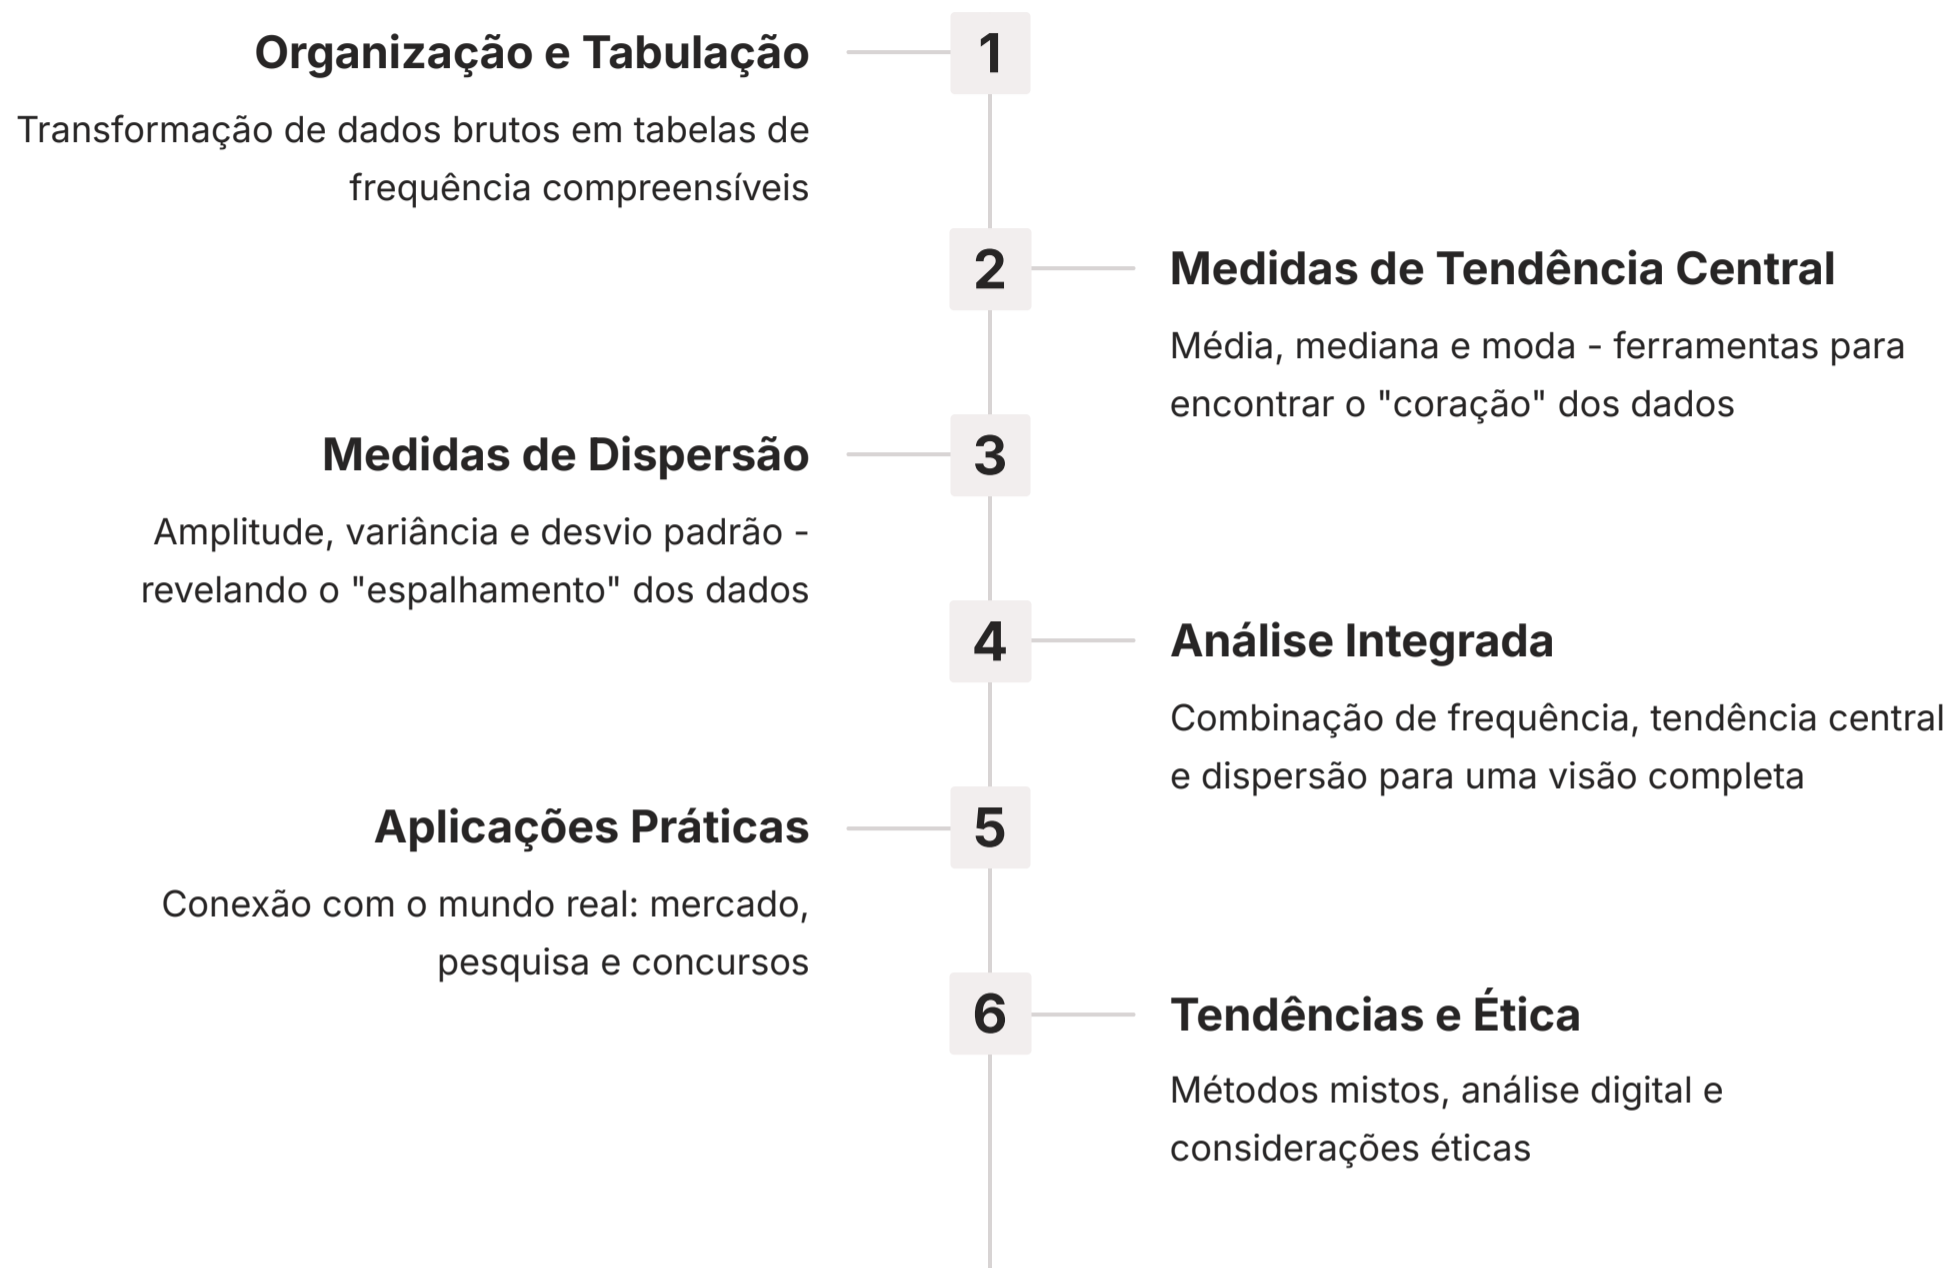 Organização e Tabulação
1
Transformação de dados brutos em tabelas de
frequência compreensíveis
2
Medidas de Tendência Central
Média, mediana e moda - ferramentas para
encontrar o "coração" dos dados
Medidas de Dispersão
3
Amplitude, variância e desvio padrão -
revelando o "espalhamento" dos dados
4
Análise Integrada
Combinação de frequência, tendência central
e dispersão para uma visão completa
Aplicações Práticas
5
Conexão com o mundo real: mercado,
pesquisa e concursos
6
Tendências e Ética
Métodos mistos, análise digital e
considerações éticas